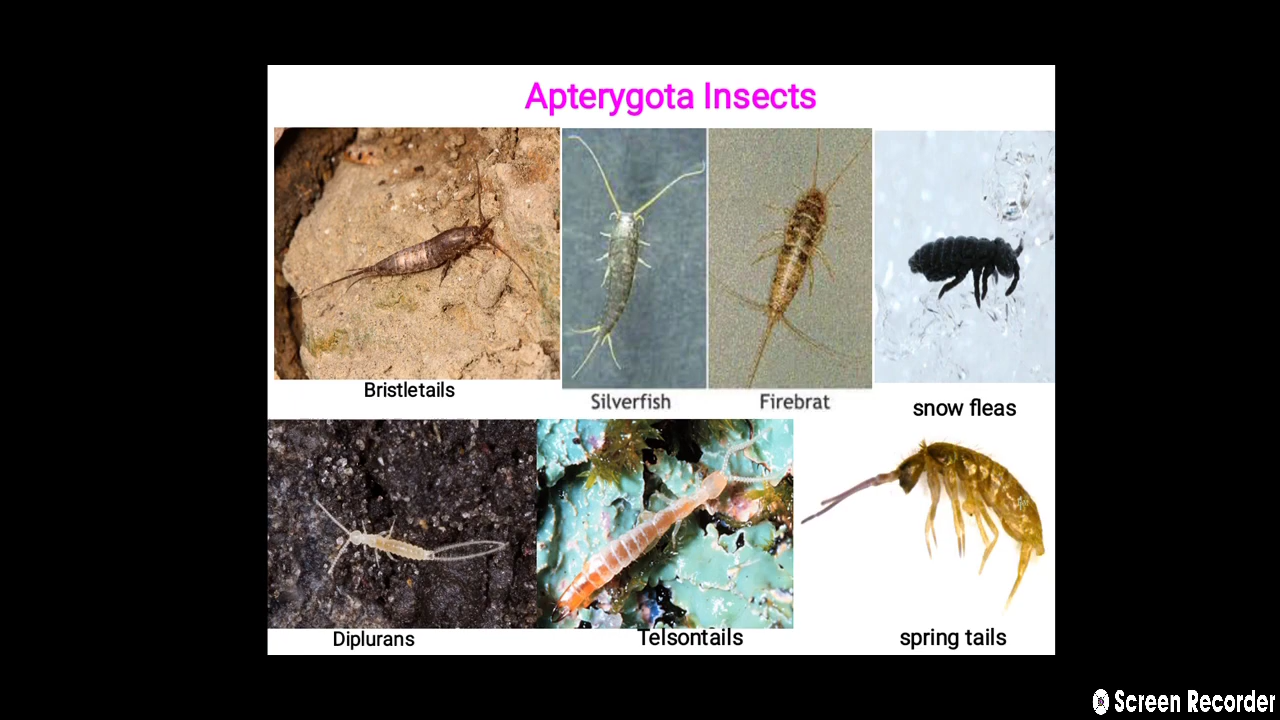 Apterygota Insects
Bristletails
Silverfish
Firebrat
snow fleas
Diplurans
Telsontails
spring tails
Screen Recorder